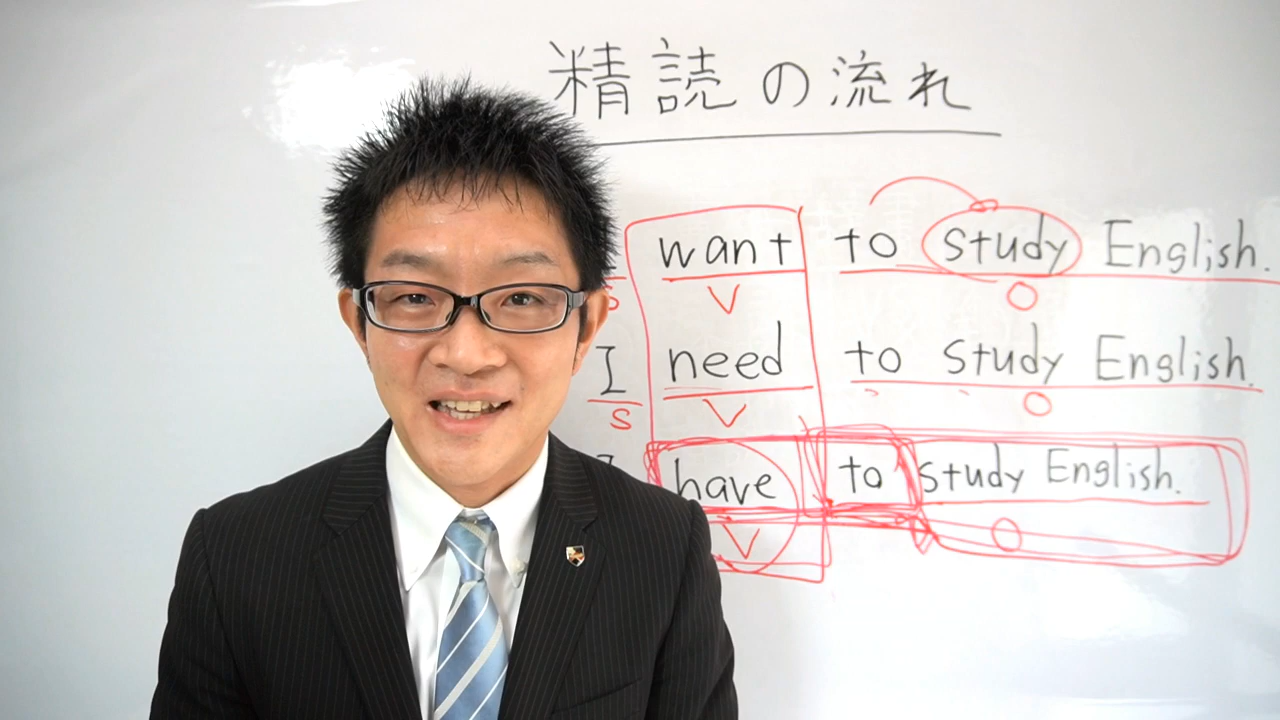 精読の流れ
want to study English.
S V O
I need to study English.
S V O
have to study English.
V O